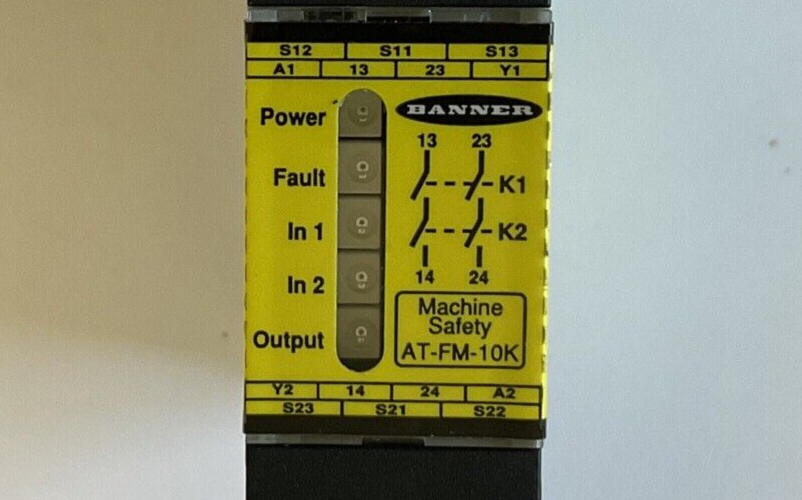 S12 S11 S13
A1 13 23 Y1
BANNER
Power
13 23
Fault
K1
In 1
K2
In 2
14 24
Machine
Safety
Output
AT-FM-10K
Y2 14 24 A2
S23 S21 S22